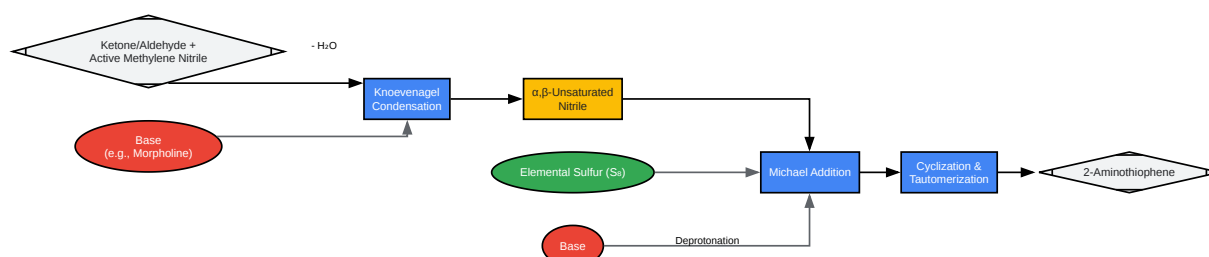 Ketone/Aldehyde +
Active Methylene Nitrile
- H₂O
Knoevenagel
Condensation
α,β-Unsaturated
Nitrile
Base
(e.g., Morpholine)
Elemental Sulfur (S₈)
Michael Addition
Cyclization &
Tautomerization
2-Aminothiophene
Base
Deprotonation